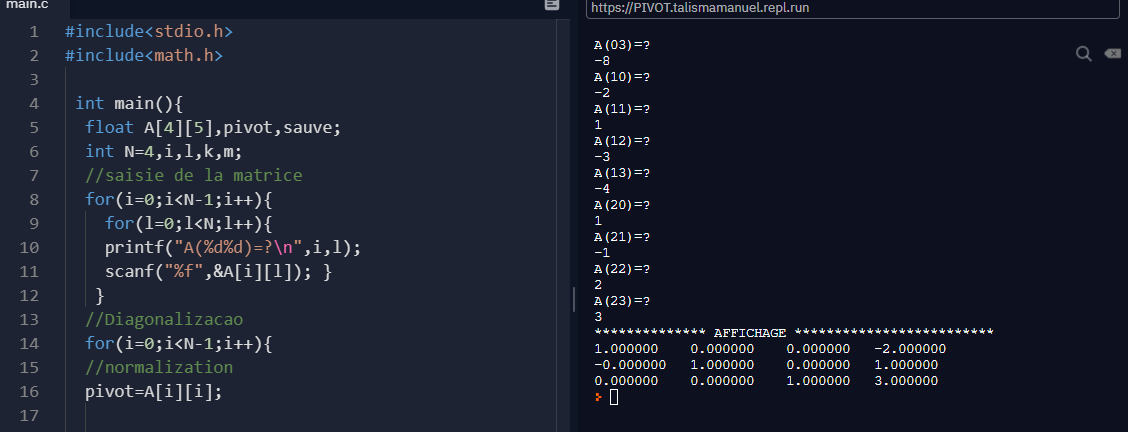 main.c
1 #include<stdio.h>
2 #include<math.h>
3
4 int main(){
5 float A[4][5],pivot,sauve;
6 int N=4,i,l,k,m;
7 //saisie de la matrice
8 for(i=0;i<N-1;i++){
9 for(l=0;l<N;l++){
10 printf("A(%d%d)=?\n",i,l);
11 scanf("%f",&A[i][l]); }
12 }
13 //Diagonalizacao
14 for(i=0;i<N-1;i++){
15 //normalization
16 pivot=A[i][i];
17
https://PIVOT.talismamanuel.repl.run
A(03)=?
-8
A(10)=?
-2
A(11)=?
1
A(12)=?
-3
A(13)=?
-4
A(20)=?
1
A(21)=?
-1
A(22)=?
2
A(23)=?
3
************** AFFICHAGE *************************
1.000000 0.000000 0.000000 -2.000000
-0.000000 1.000000 0.000000 1.000000
0.000000 0.000000 1.000000 3.000000